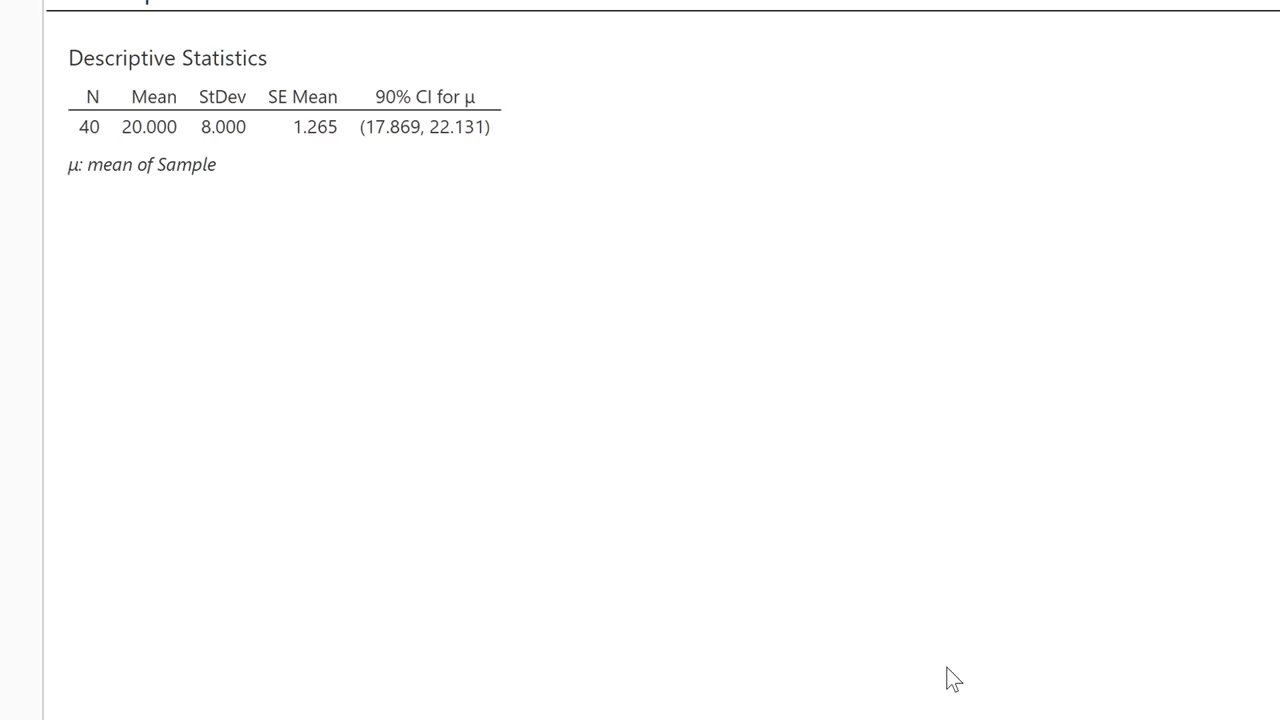 Descriptive Statistics
N Mean StDev SE Mean 90% CI for μ
40 20.000 8.000 1.265 (17.869, 22.131)
μ: mean of Sample